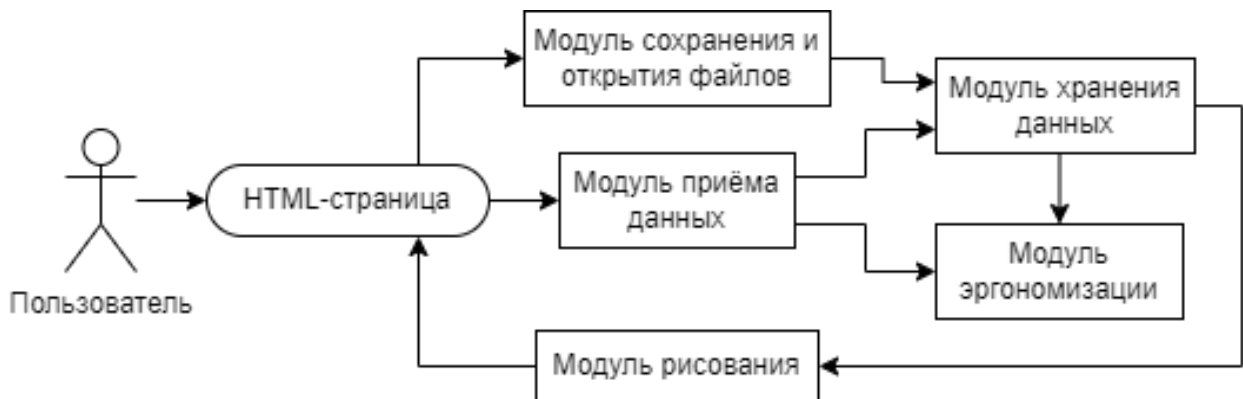 Модуль сохранения и
открытия файлов
Модуль хранения
данных
Модуль приёма
данных
HTML-страница
Модуль
эргономизации
Пользователь
Модуль рисования